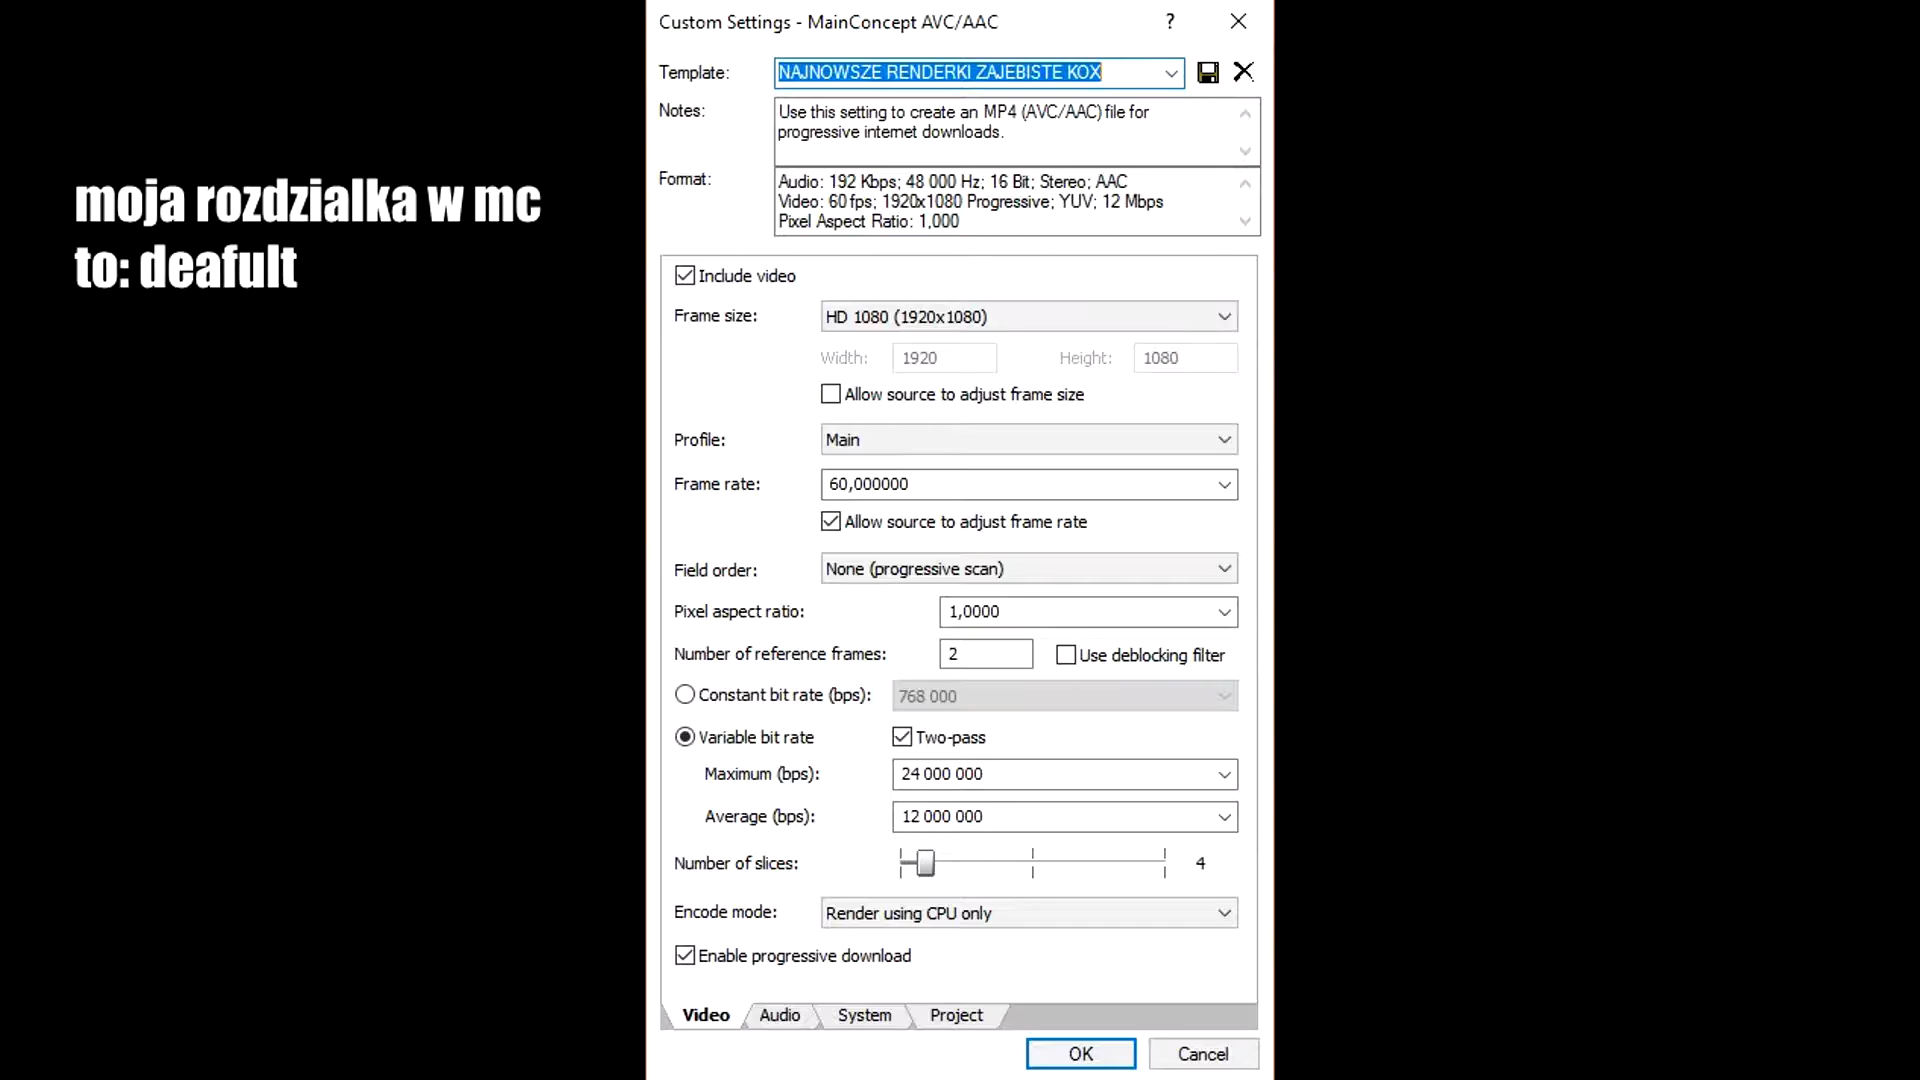 Custom Settings - MainConcept AVC/AAC
?
Template: NAJNOWSZE RENDERKI ZAJEBISTE KOX
Notes: Use this setting to create an MP4 (AVC/AAC) file for
progressive internet downloads.
moja rozdzialka w mc
to: deafult
Format: Audio: 192 Kbps; 48 000 Hz; 16 Bit; Stereo; AAC
Video: 60 fps; 1920x1080 Progressive; YUV; 12 Mbps
Pixel Aspect Ratio: 1,000
Include video
Frame size: HD 1080 (1920x1080)
Width: 1920 Height: 1080
Allow source to adjust frame size
Profile: Main
Frame rate: 60,000000
Allow source to adjust frame rate
Field order: None (progressive scan)
Pixel aspect ratio: 1,0000
Number of reference frames: 2 Use deblocking filter
Constant bit rate (bps): 768 000
Variable bit rate Two-pass
Maximum (bps): 24 000 000
Average (bps): 12 000 000
Number of slices: 4
Encode mode: Render using CPU only
Enable progressive download
Video Audio System Project
OK Cancel